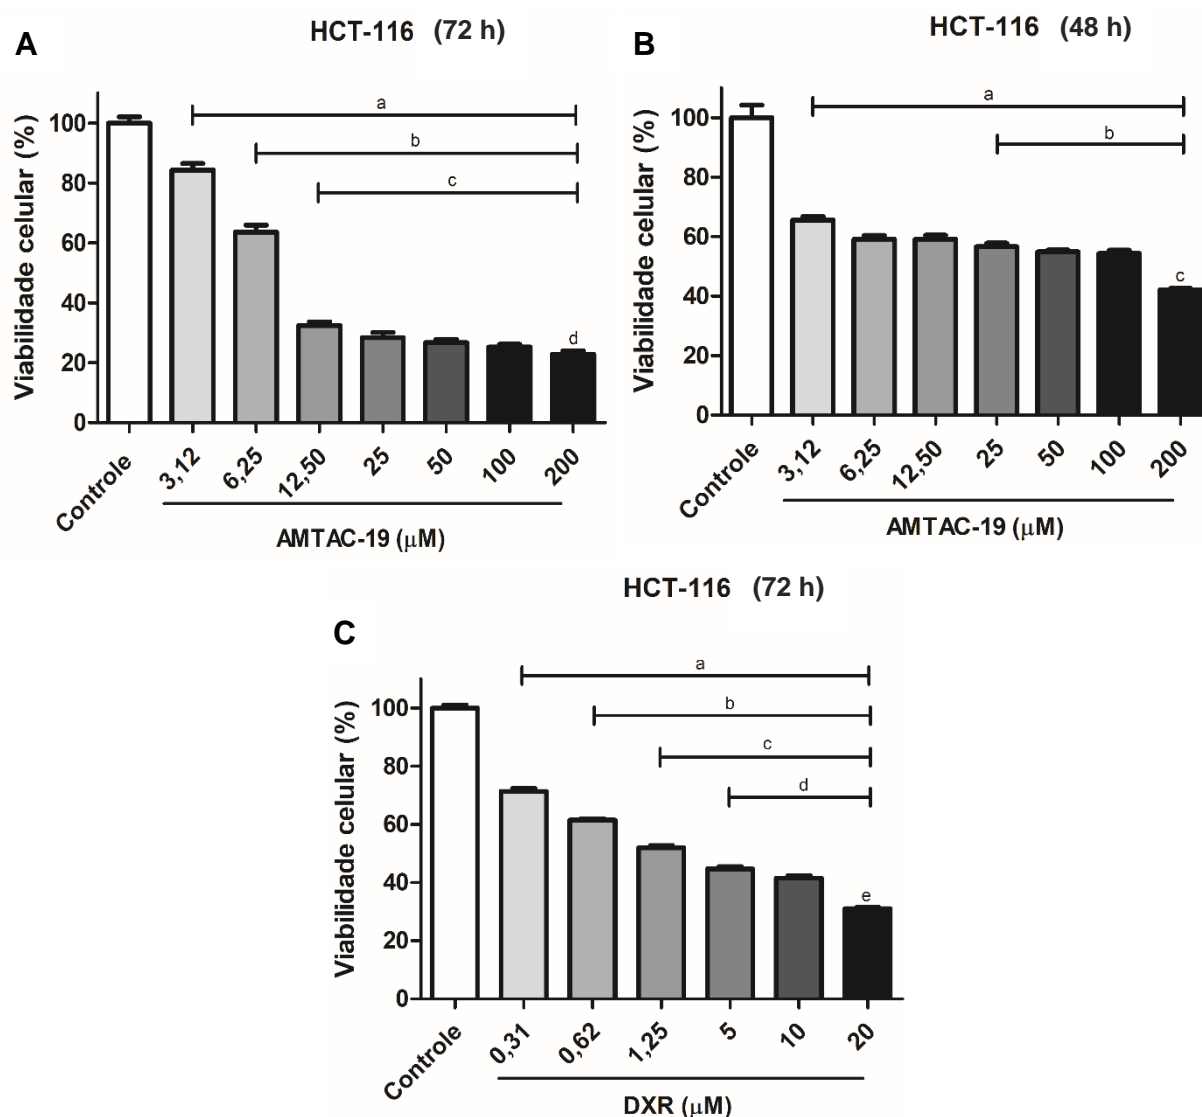 A
HCT-116 (72 h)
Viabilidade celular (%)
100
80
60
40
20
0
a
b
c
d
Controle
3,12
6,25
12,50
25
50
100
200
AMTAC-19 (μM)
B
HCT-116 (48 h)
Viabilidade celular (%)
100
80
60
40
20
0
a
b
c
Controle
3,12
6,25
12,50
25
50
100
200
AMTAC-19 (μM)
C
HCT-116 (72 h)
Viabilidade celular (%)
100
80
60
40
20
0
a
b
c
d
e
Controle
0,31
0,62
1,25
5
10
20
DXR (μM)